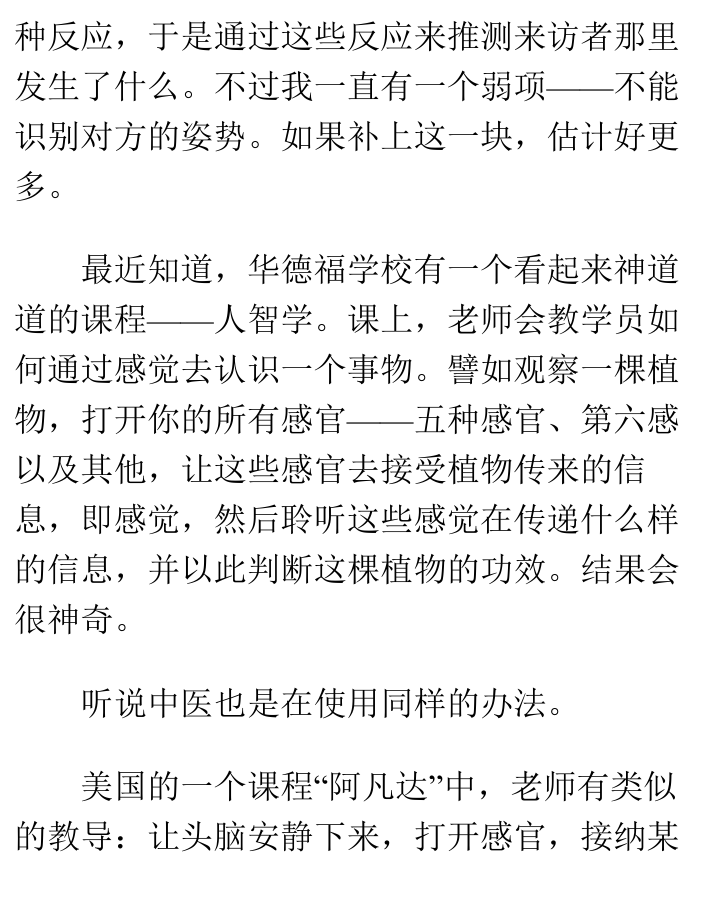 种反应，于是通过这些反应来推测来访者那里
发生了什么。不过我一直有一个弱项——不能
识别对方的姿势。如果补上这一块，估计好更
多。
最近知道，华德福学校有一个看起来神道
道的课程——人智学。课上，老师会教学员如
何通过感觉去认识一个事物。譬如观察一棵植
物，打开你的所有感官——五种感官、第六感
以及其他，让这些感官去接受植物传来的信
息，即感觉，然后聆听这些感觉在传递什么样
的信息，并以此判断这棵植物的功效。结果会
很神奇。
听说中医也是在使用同样的办法。
美国的一个课程“阿凡达”中，老师有类似
的教导：让头脑安静下来，打开感官，接纳某